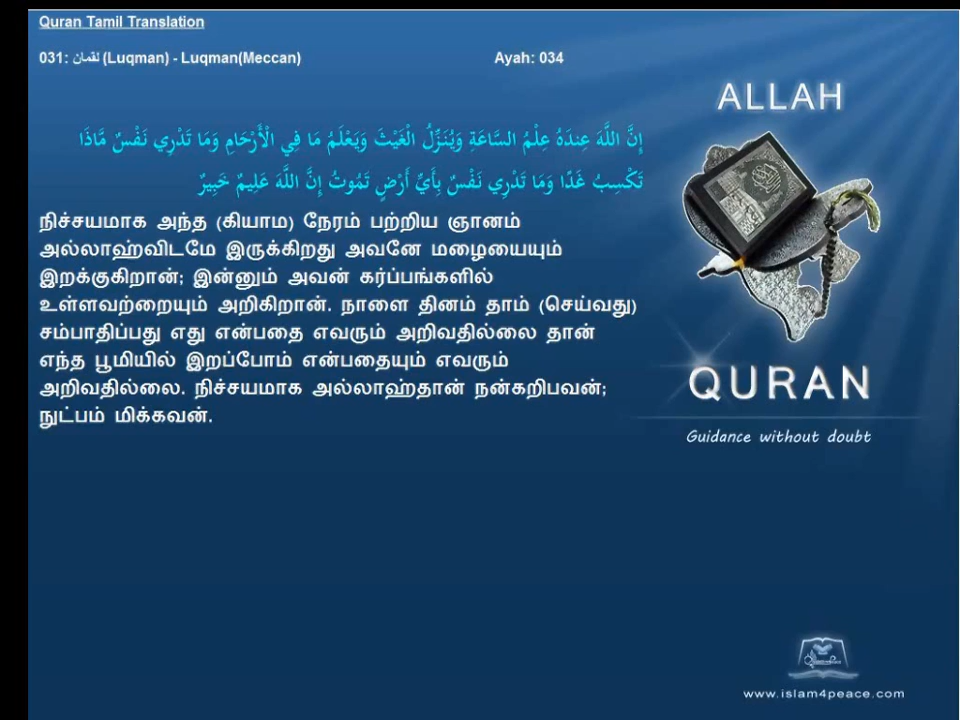 Quran Tamil Translation
031: لقمان (Luqman) - Luqman(Meccan) Ayah: 034
إِنَّ اللَّهَ عِندَهُ عِلْمُ السَّاعَةِ وَيُنَزِّلُ الْغَيْثَ وَيَعْلَمُ مَا فِي الْأَرْحَامِ وَمَا تَدْرِي نَفْسٌ مَّاذَا
تَكْسِبُ غَدًا وَمَا تَدْرِي نَفْسٌ بِأَيِّ أَرْضٍ تَمُوتُ إِنَّ اللَّهَ عَلِيمٌ خَبِيرٌ
நிச்சயமாக அந்த (கியாம) நேரம் பற்றிய ஞானம்
அல்லாஹ்விடமே இருக்கிறது அவனே மழையையும்
இறக்குகிறான்; இன்னும் அவன் கர்ப்பங்களில்
உள்ளவற்றையும் அறிகிறான். நாளை தினம் தாம் (செய்வது)
சம்பாதிப்பது எது என்பதை எவரும் அறிவதில்லை தான்
எந்த பூமியில் இறப்போம் என்பதையும் எவரும்
அறிவதில்லை. நிச்சயமாக அல்லாஹ்தான் நன்கறிபவன்;
நுட்பம் மிக்கவன்.
ALLAH
QURAN
Guidance without doubt
www.islam4peace.com